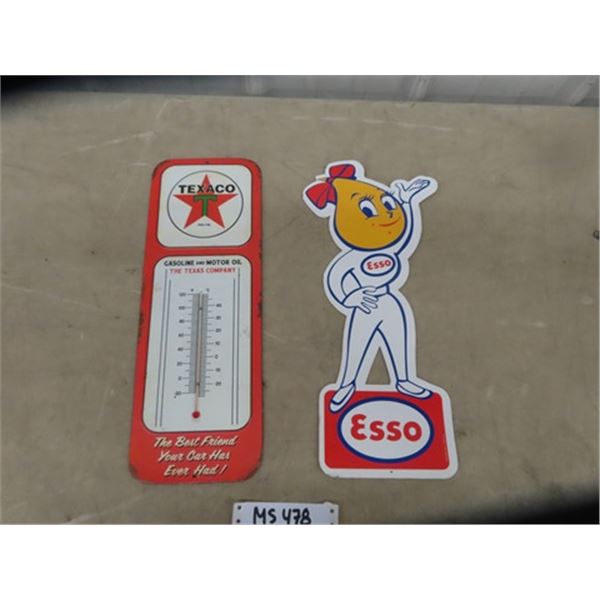 TEXACO
T
GASOLINE AND MOTOR OIL
THE TEXAS COMPANY
The Best Friend
Your Car Has
Ever Had!
Esso
Esso
MS 478